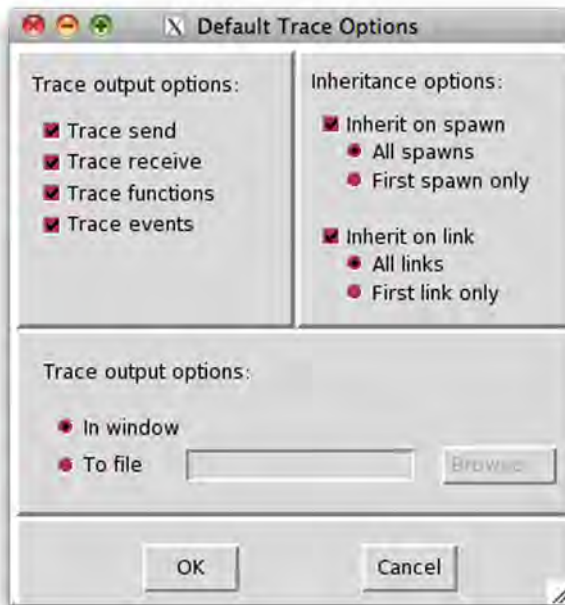 Default Trace Options
Trace output options:
Trace send
Trace receive
Trace functions
Trace events
Inheritance options:
Inherit on spawn
All spawns
First spawn only
Inherit on link
All links
First link only
Trace output options:
In window
To file
Browse
OK
Cancel